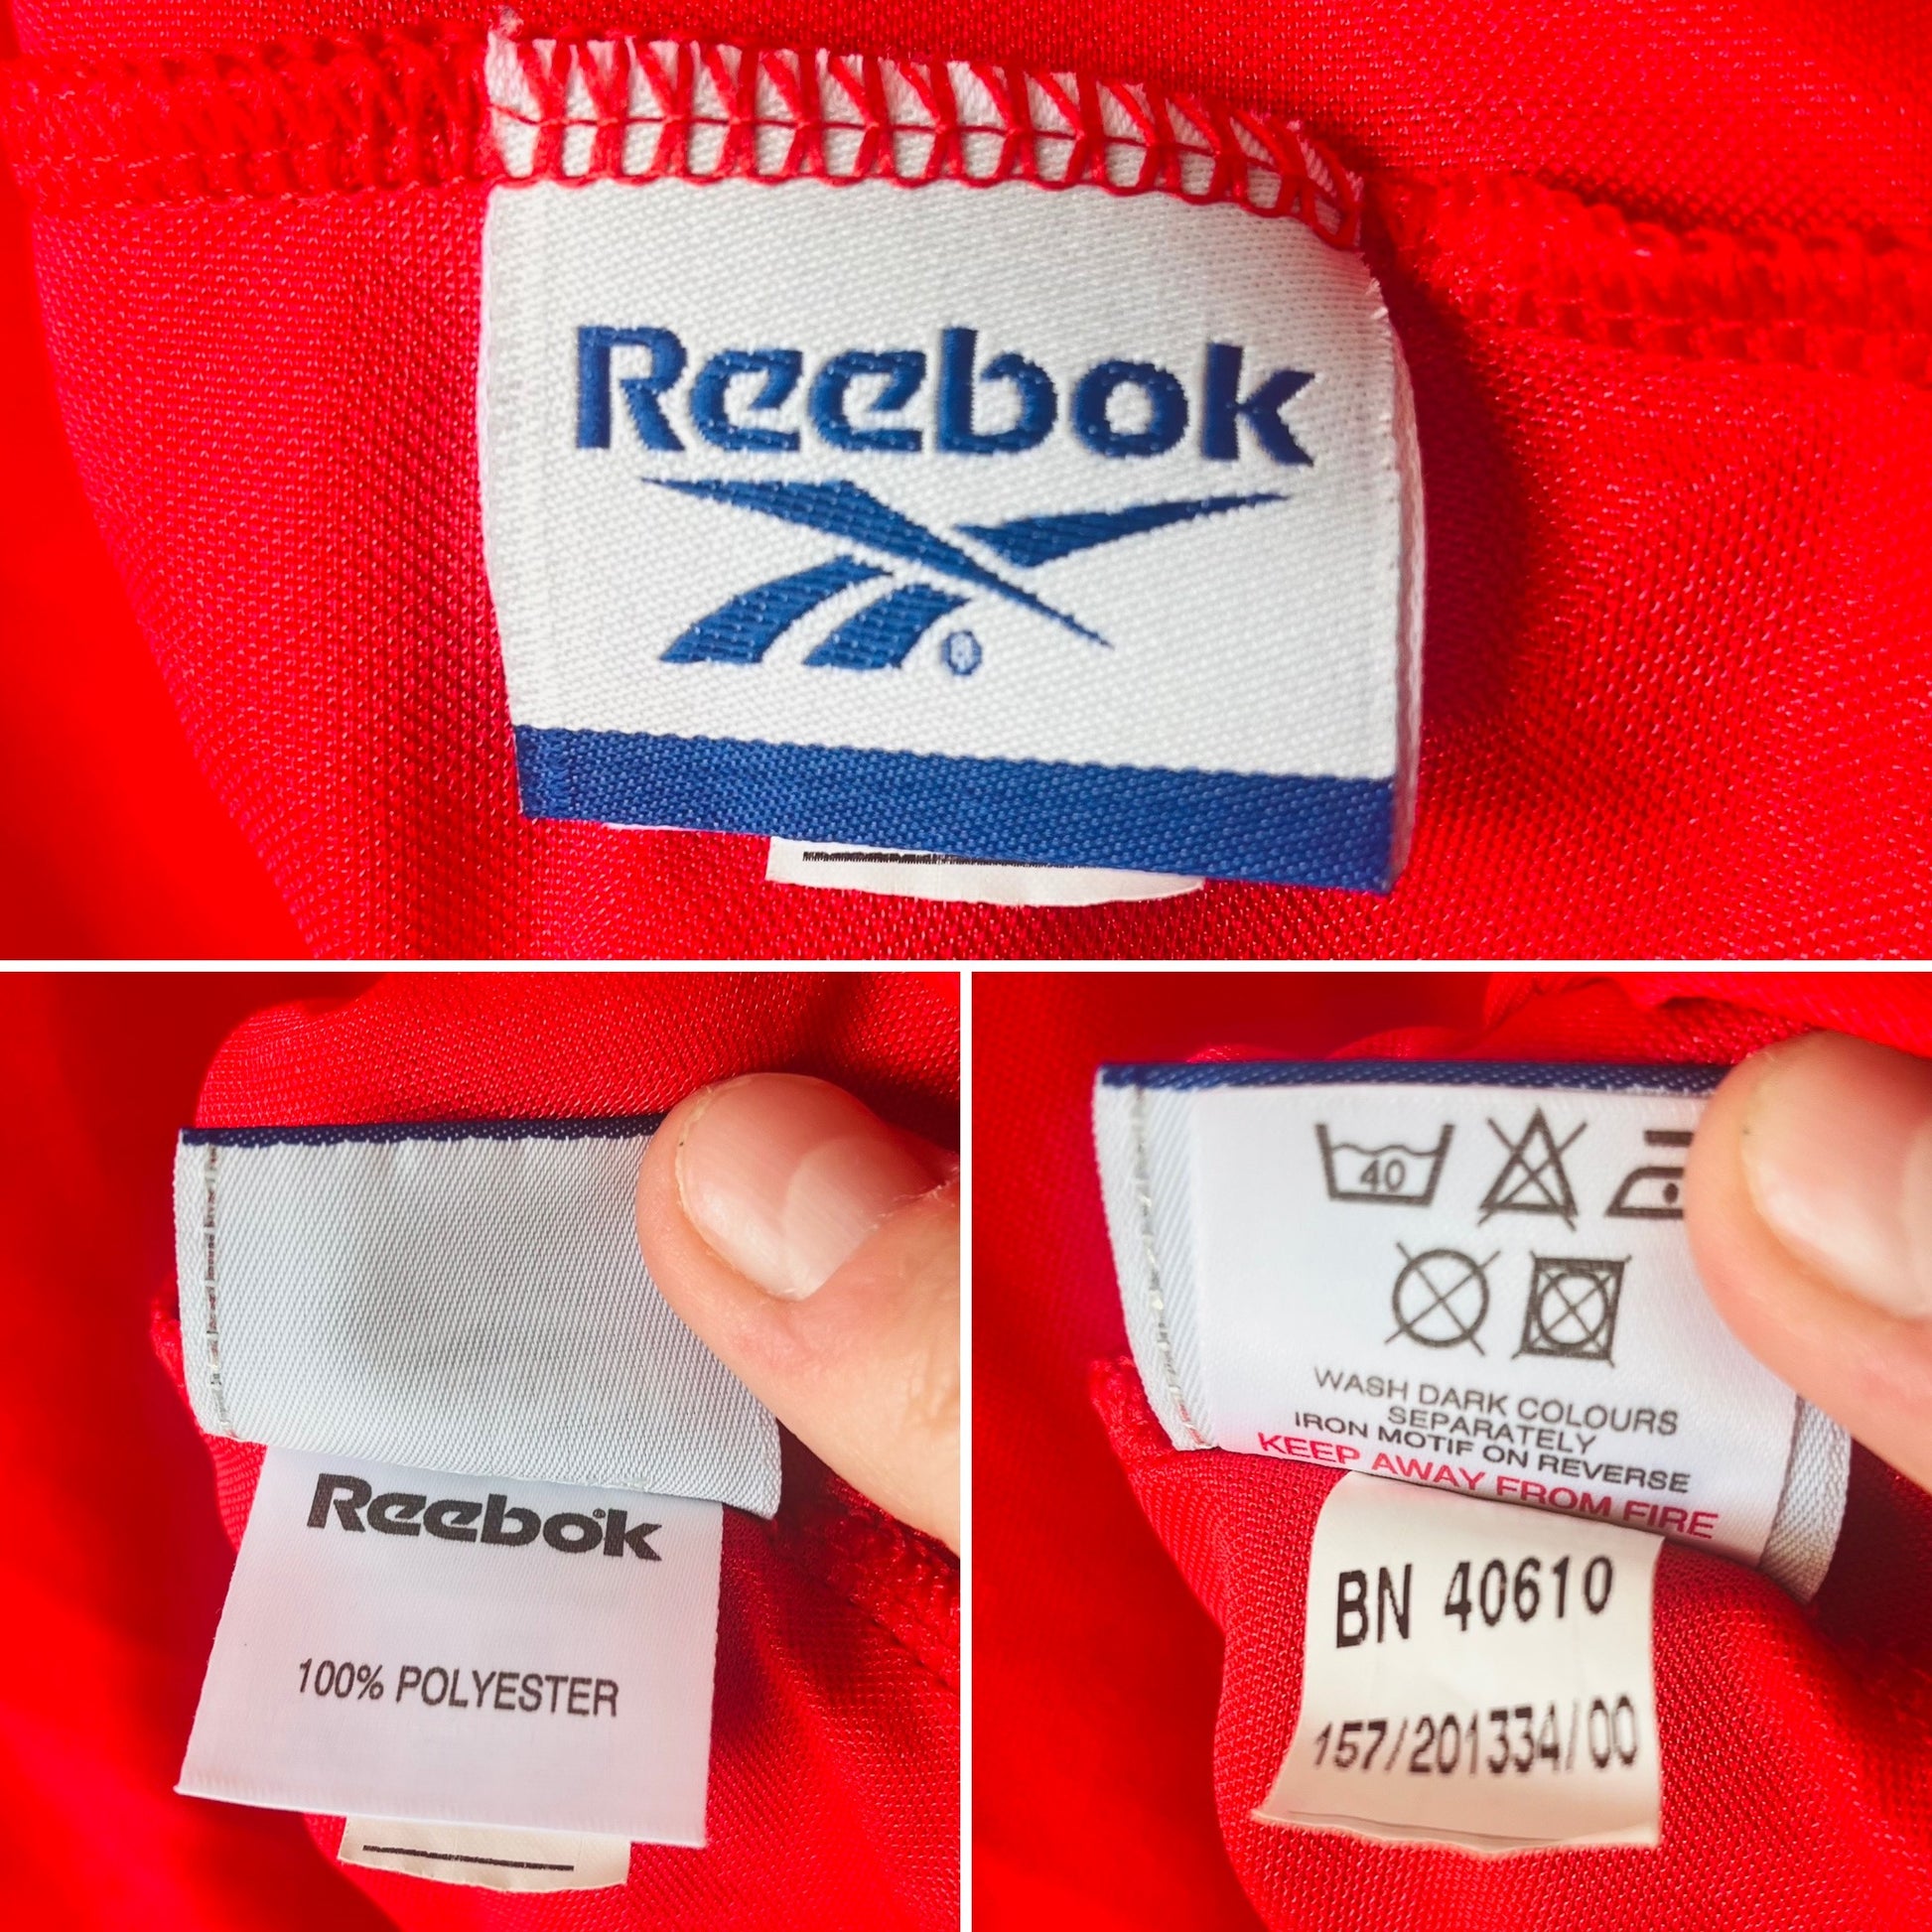 Reebok
®
Reebok
100% POLYESTER
40
WASH DARK COLOURS
SEPARATELY
IRON MOTIF ON REVERSE
KEEP AWAY FROM FIRE
BN 40610
157/201334/00